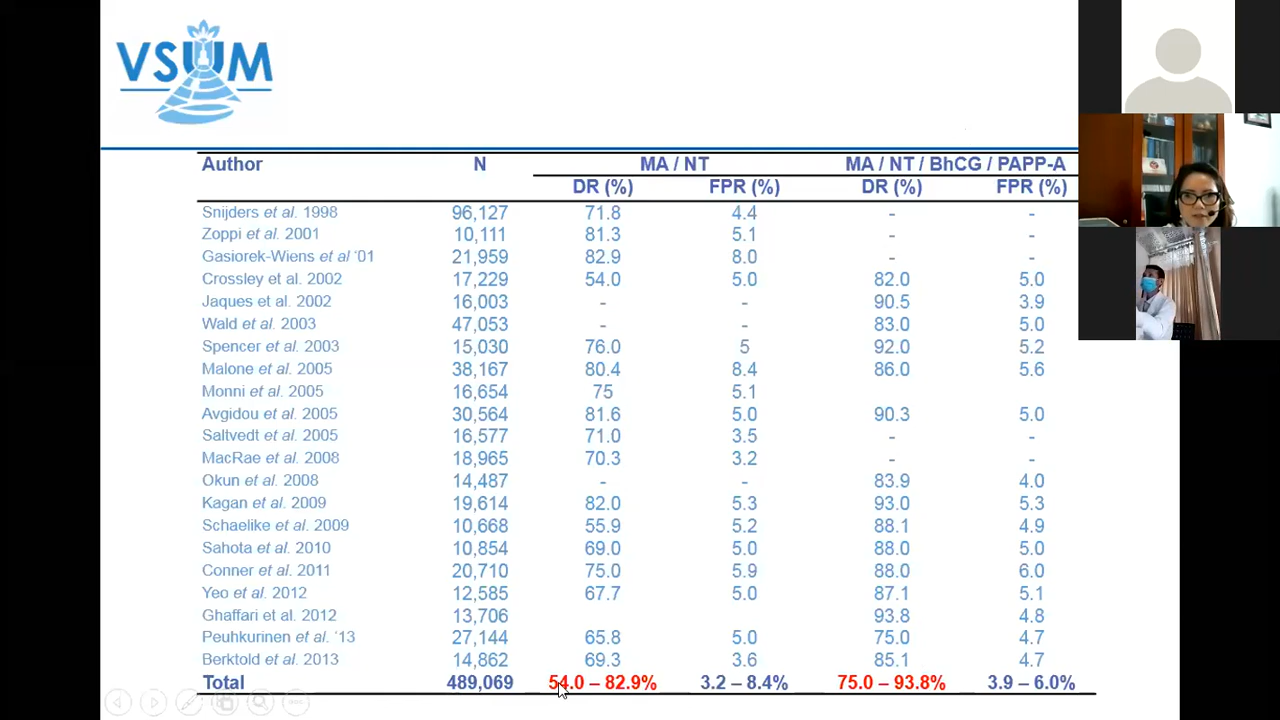 VSUM
Author N MA / NT MA / NT / BhCG / PAPP-A
DR (%) FPR (%) DR (%) FPR (%)
Snijders et al. 1998 96,127 71.8 4.4 - -
Zoppi et al. 2001 10,111 81.3 5.1 - -
Gasiorek-Wiens et al '01 21,959 82.9 8.0 - -
Crossley et al. 2002 17,229 54.0 5.0 82.0 5.0
Jaques et al. 2002 16,003 - - 90.5 3.9
Wald et al. 2003 47,053 - - 83.0 5.0
Spencer et al. 2003 15,030 76.0 5 92.0 5.2
Malone et al. 2005 38,167 80.4 8.4 86.0 5.6
Monni et al. 2005 16,654 75 5.1
Avgidou et al. 2005 30,564 81.6 5.0 90.3 5.0
Saltvedt et al. 2005 16,577 71.0 3.5 - -
MacRae et al. 2008 18,965 70.3 3.2 - -
Okun et al. 2008 14,487 - - 83.9 4.0
Kagan et al. 2009 19,614 82.0 5.3 93.0 5.3
Schaelike et al. 2009 10,668 55.9 5.2 88.1 4.9
Sahota et al. 2010 10,854 69.0 5.0 88.0 5.0
Conner et al. 2011 20,710 75.0 5.9 88.0 6.0
Yeo et al. 2012 12,585 67.7 5.0 87.1 5.1
Ghaffari et al. 2012 13,706 93.8 4.8
Peuhkurinen et al. '13 27,144 65.8 5.0 75.0 4.7
Berktold et al. 2013 14,862 69.3 3.6 85.1 4.7
Total 489,069 54.0 – 82.9% 3.2 – 8.4% 75.0 – 93.8% 3.9 – 6.0%